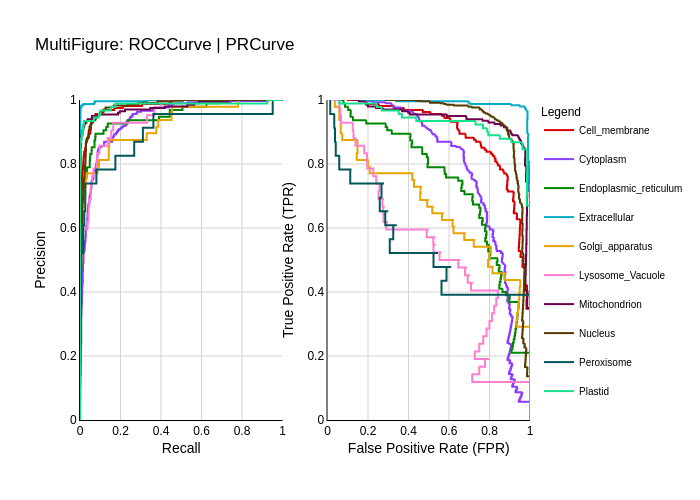 MultiFigure: ROCCurve | PRCurve
Precision
1
0.8
0.6
0.4
0.2
0
0 0.2 0.4 0.6 0.8 1
Recall
True Positive Rate (TPR)
1
0.8
0.6
0.4
0.2
0
0 0.2 0.4 0.6 0.8 1
False Positive Rate (FPR)
Legend
Cell_membrane
Cytoplasm
Endoplasmic_reticulum
Extracellular
Golgi_apparatus
Lysosome_Vacuole
Mitochondrion
Nucleus
Peroxisome
Plastid